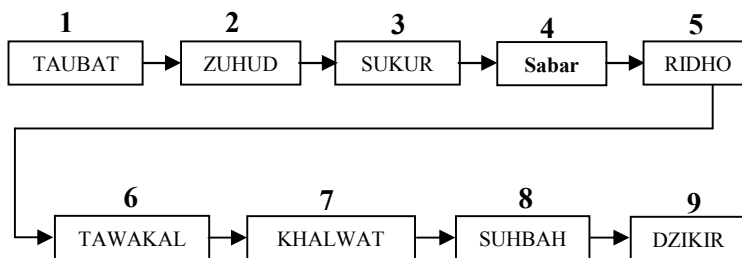 1 2 3 4 5
TAUBAT ZUHUD SUKUR Sabar RIDHO
6 7 8 9
TAWAKAL KHALWAT SUHBAH DZIKIR